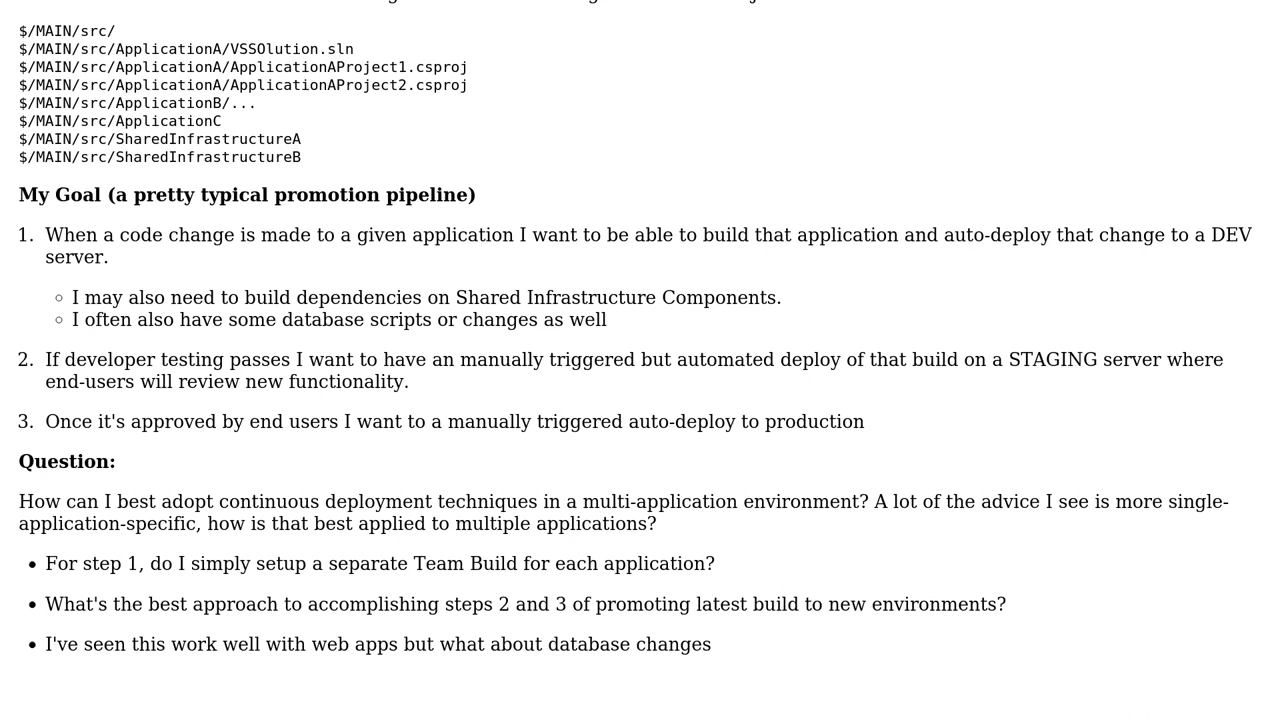 $/MAIN/src/
$/MAIN/src/ApplicationA/VSSOlution.sln
$/MAIN/src/ApplicationA/ApplicationAProject1.csproj
$/MAIN/src/ApplicationA/ApplicationAProject2.csproj
$/MAIN/src/ApplicationB/...
$/MAIN/src/ApplicationC
$/MAIN/src/SharedInfrastructureA
$/MAIN/src/SharedInfrastructureB
My Goal (a pretty typical promotion pipeline)
1. When a code change is made to a given application I want to be able to build that application and auto-deploy that change to a DEV
server.
○ I may also need to build dependencies on Shared Infrastructure Components.
○ I often also have some database scripts or changes as well
2. If developer testing passes I want to have an manually triggered but automated deploy of that build on a STAGING server where
end-users will review new functionality.
3. Once it's approved by end users I want to a manually triggered auto-deploy to production
Question:
How can I best adopt continuous deployment techniques in a multi-application environment? A lot of the advice I see is more single-
application-specific, how is that best applied to multiple applications?
• For step 1, do I simply setup a separate Team Build for each application?
• What's the best approach to accomplishing steps 2 and 3 of promoting latest build to new environments?
• I've seen this work well with web apps but what about database changes